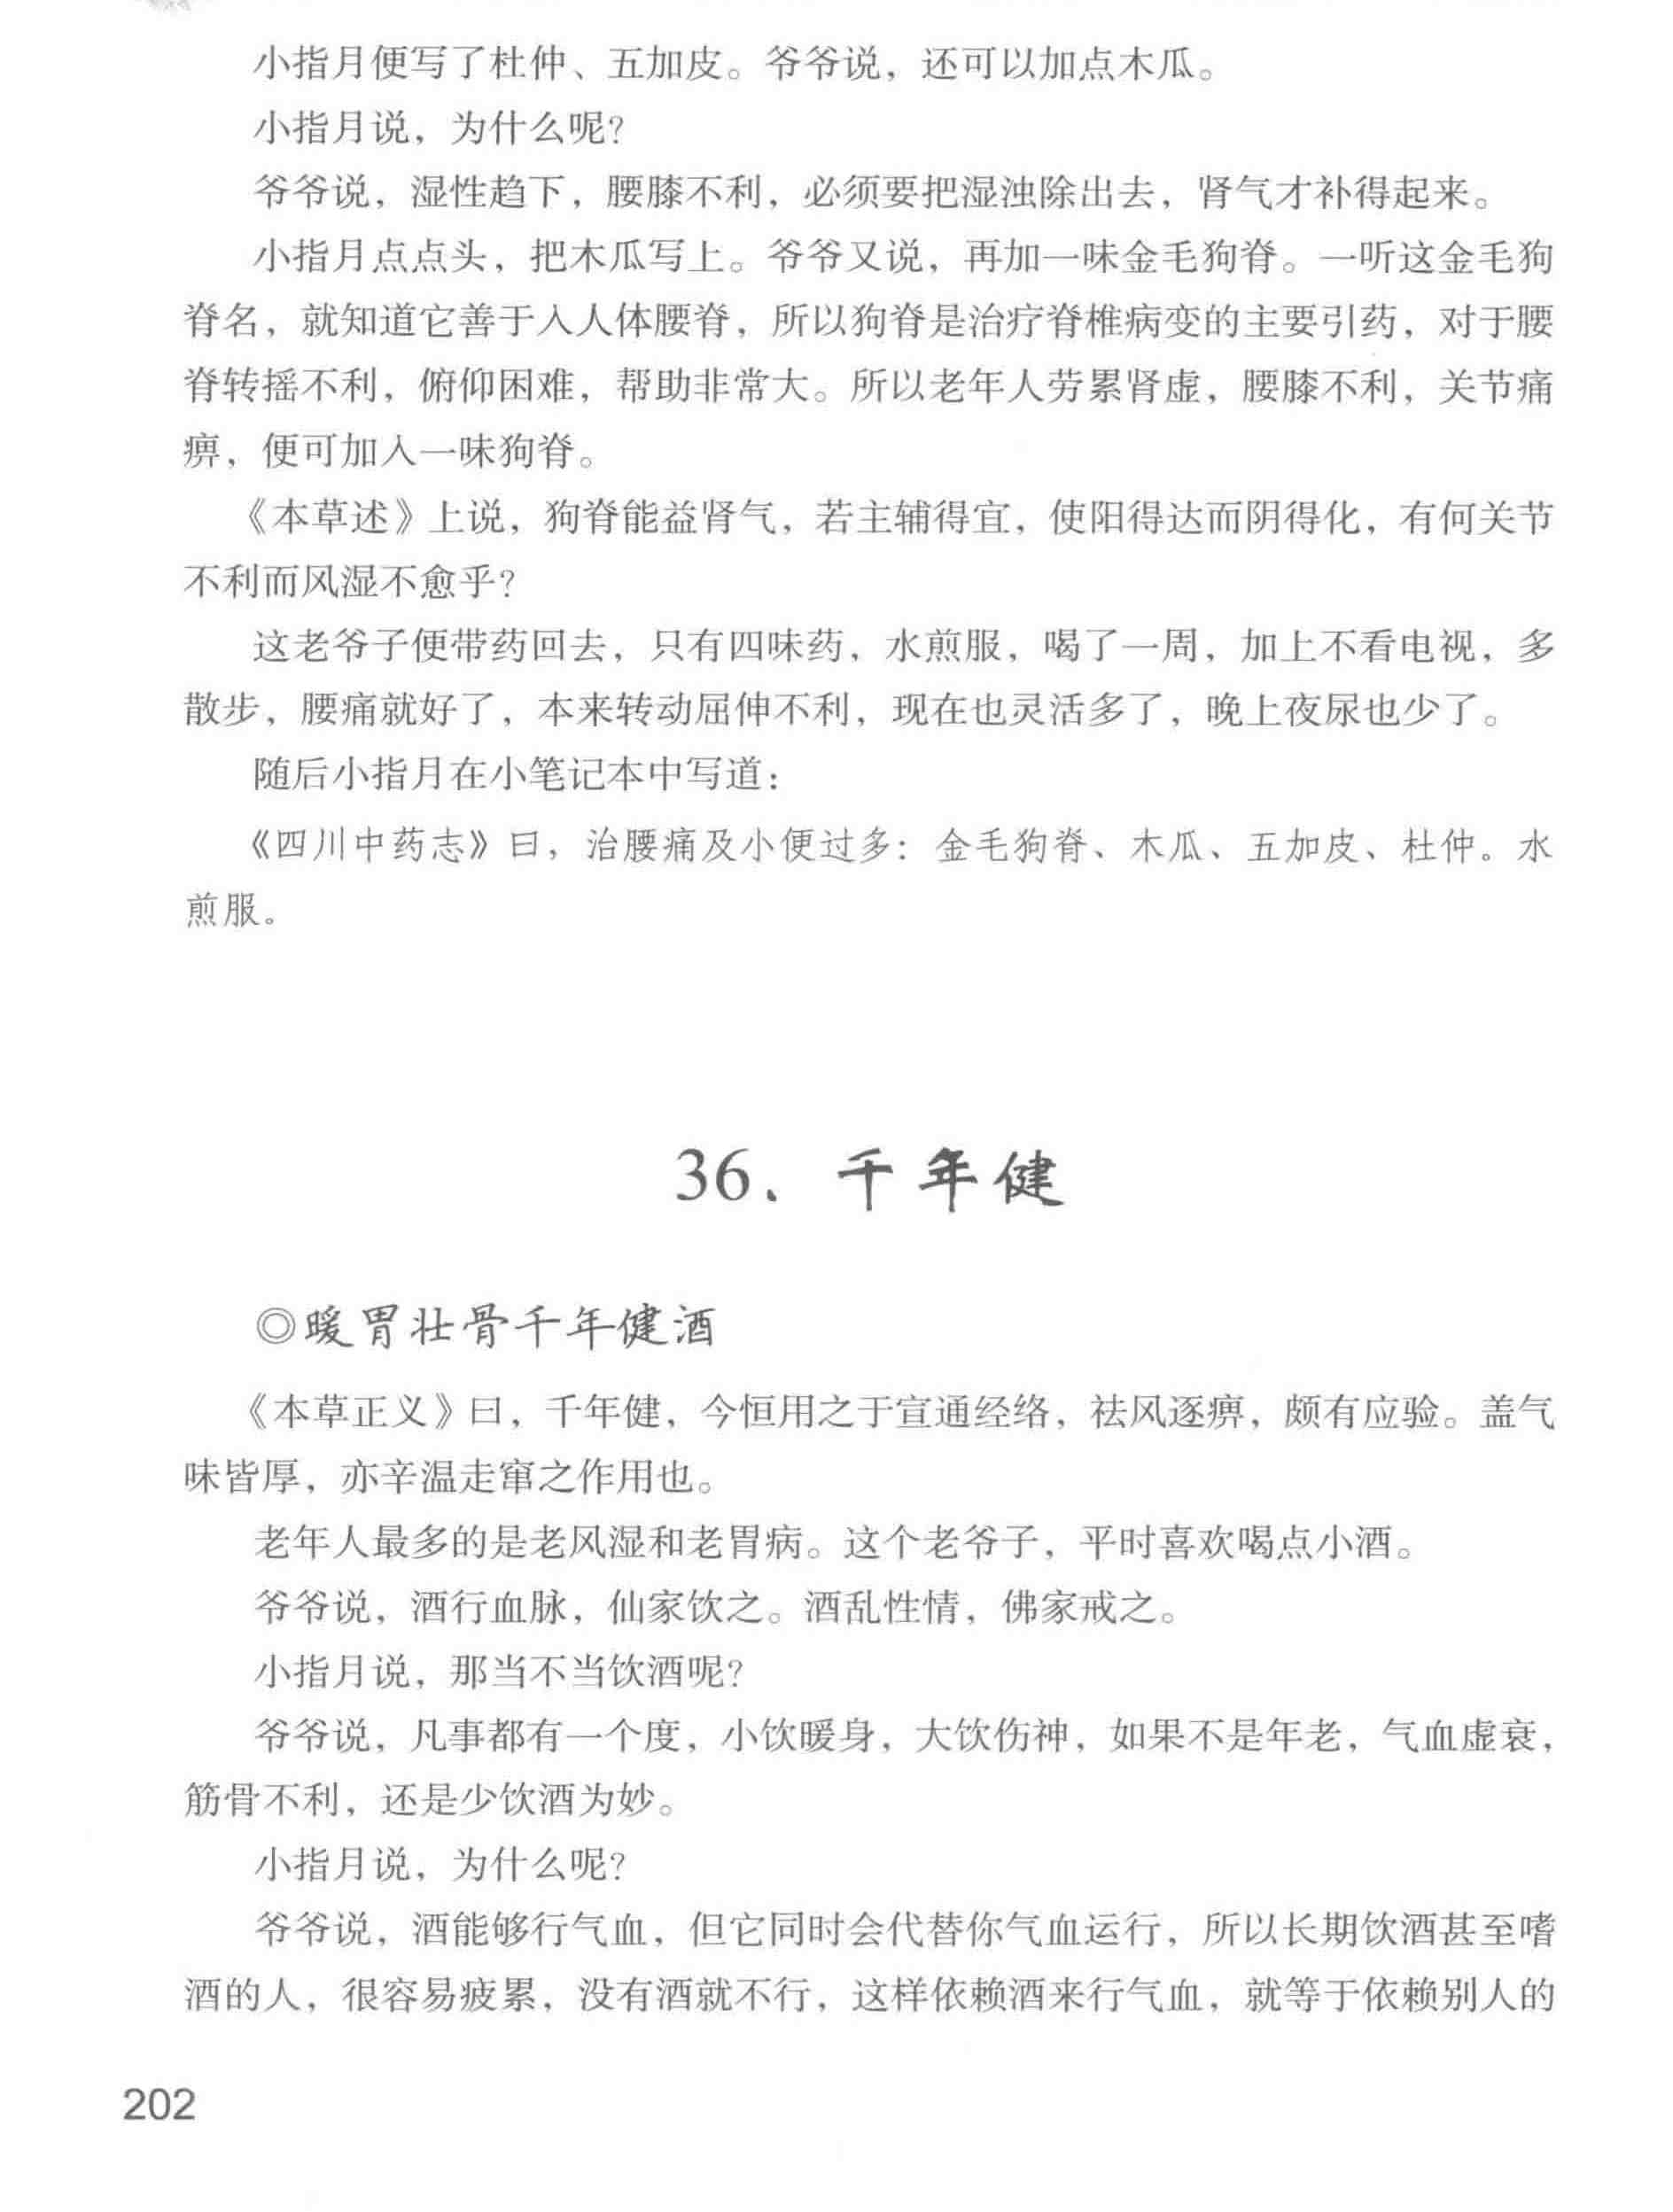 小指月便写了杜仲、五加皮。爷爷说，还可以加点木瓜。
小指月说，为什么呢？
爷爷说，湿性趋下，腰膝不利，必须要把湿浊除出去，肾气才补得起来。
小指月点点头，把木瓜写上。爷爷又说，再加一味金毛狗脊。一听这金毛狗
脊名，就知道它善于入人体腰脊，所以狗脊是治疗脊椎病变的主要引药，对于腰
脊转摇不利，俯仰困难，帮助非常大。所以老年人劳累肾虚，腰膝不利，关节痛
痹，便可加入一味狗脊。
《本草述》上说，狗脊能益肾气，若主辅得宜，使阳得达而阴得化，有何关节
不利而风湿不愈乎？
这老爷子便带药回去，只有四味药，水煎服，喝了一周，加上不看电视，多
散步，腰痛就好了，本来转动屈伸不利，现在也灵活多了，晚上夜尿也少了。
随后小指月在小笔记本中写道：
《四川中药志》曰，治腰痛及小便过多：金毛狗脊、木瓜、五加皮、杜仲。水
煎服。
36、千年健
◎暖胃壮骨千年健酒
《本草正义》曰，千年健，今恒用之于宣通经络，祛风逐痹，颇有应验。盖气
味皆厚，亦辛温走窜之作用也。
老年人最多的是老风湿和老胃病。这个老爷子，平时喜欢喝点小酒。
爷爷说，酒行血脉，仙家饮之。酒乱性情，佛家戒之。
小指月说，那当不当饮酒呢？
爷爷说，凡事都有一个度，小饮暖身，大饮伤神，如果不是年老，气血虚衰，
筋骨不利，还是少饮酒为妙。
小指月说，为什么呢？
爷爷说，酒能够行气血，但它同时会代替你气血运行，所以长期饮酒甚至嗜
酒的人，很容易疲累，没有酒就不行，这样依赖酒来行气血，就等于依赖别人的
202